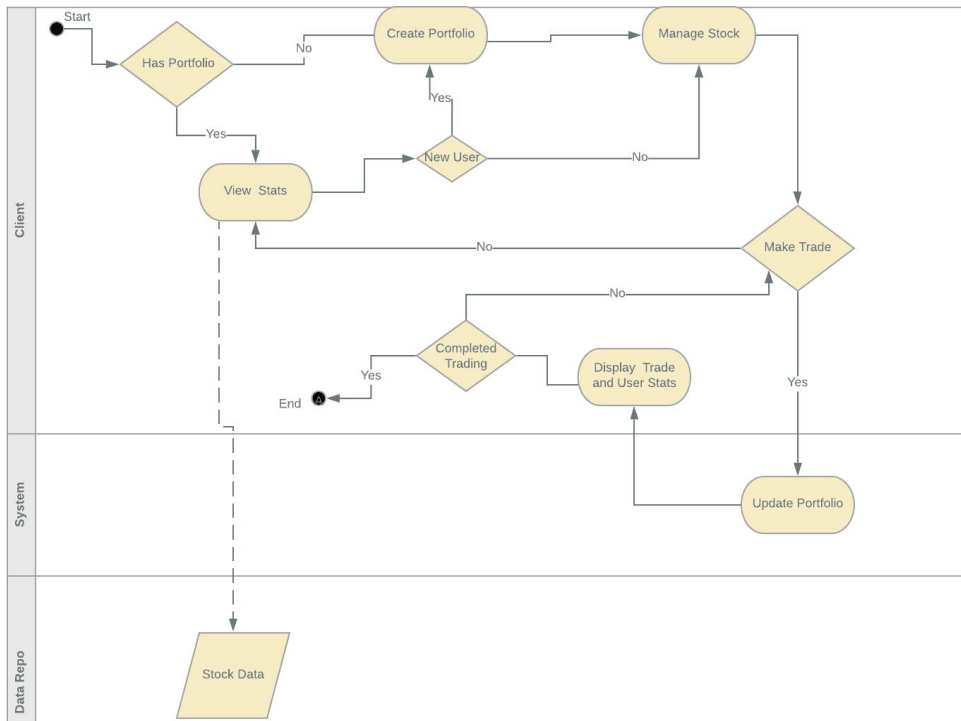 Start
Has Portfolio
No
Create Portfolio
Manage Stock
Yes
New User
No
Yes
View Stats
No
Make Trade
No
Completed
Trading
Display Trade
and User Stats
Yes
End
Yes
Update Portfolio
Stock Data
Client
System
Data Repo